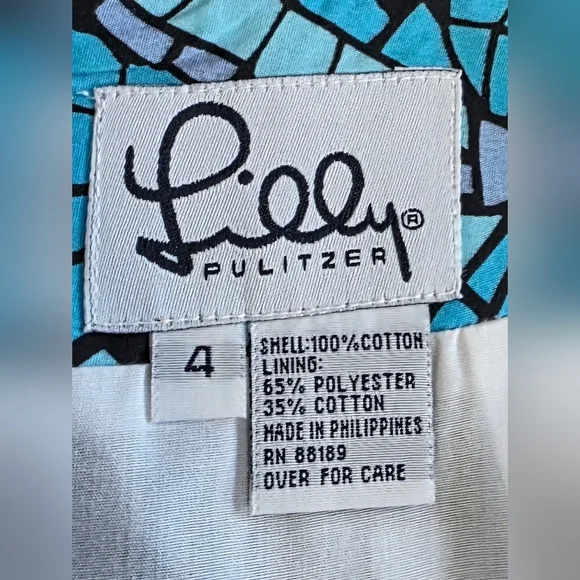 Lilly®
PULITZER
4
SHELL:100%COTTON
LINING:
65% POLYESTER
35% COTTON
MADE IN PHILIPPINES
RN 88189
OVER FOR CARE